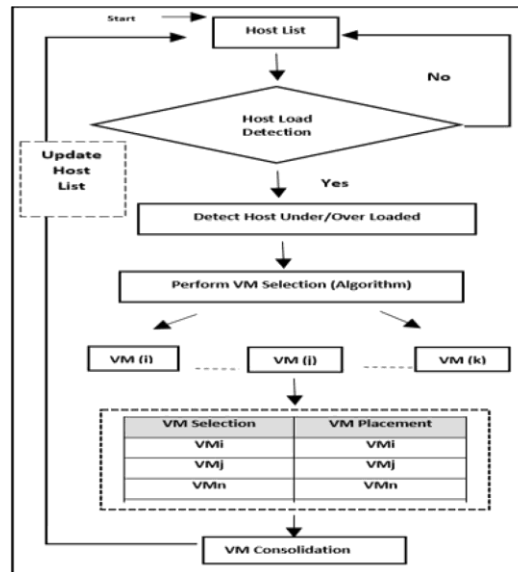 Start
Host List
No
Host Load
Detection
Update
Host
List
Yes
Detect Host Under/Over Loaded
Perform VM Selection (Algorithm)
VM (i) VM (j) VM (k)
VM Selection VM Placement
VMi VMi
VMj VMj
VMn VMn
VM Consolidation